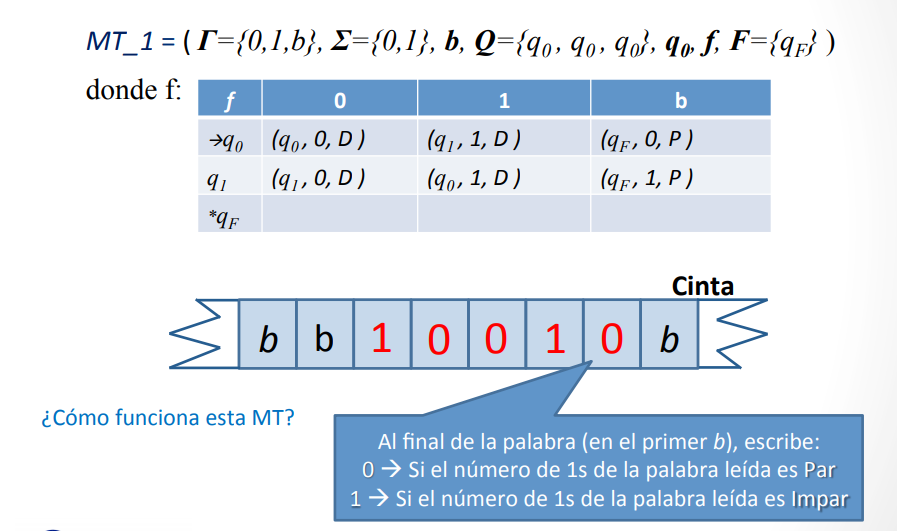 MT_1 = ( Γ={0,1,b}, Σ={0,1}, b, Q={q0, q0, q0}, q0, f, F={qF} )
donde f:
f 0 1 b
→q0 (q0, 0, D ) (q1, 1, D ) (qF, 0, P )
q1 (q1, 0, D ) (q0, 1, D ) (qF, 1, P )
*qF
Cinta
b b 1 0 0 1 0 b
¿Cómo funciona esta MT?
Al final de la palabra (en el primer b), escribe:
0 → Si el número de 1s de la palabra leída es Par
1 → Si el número de 1s de la palabra leída es Impar